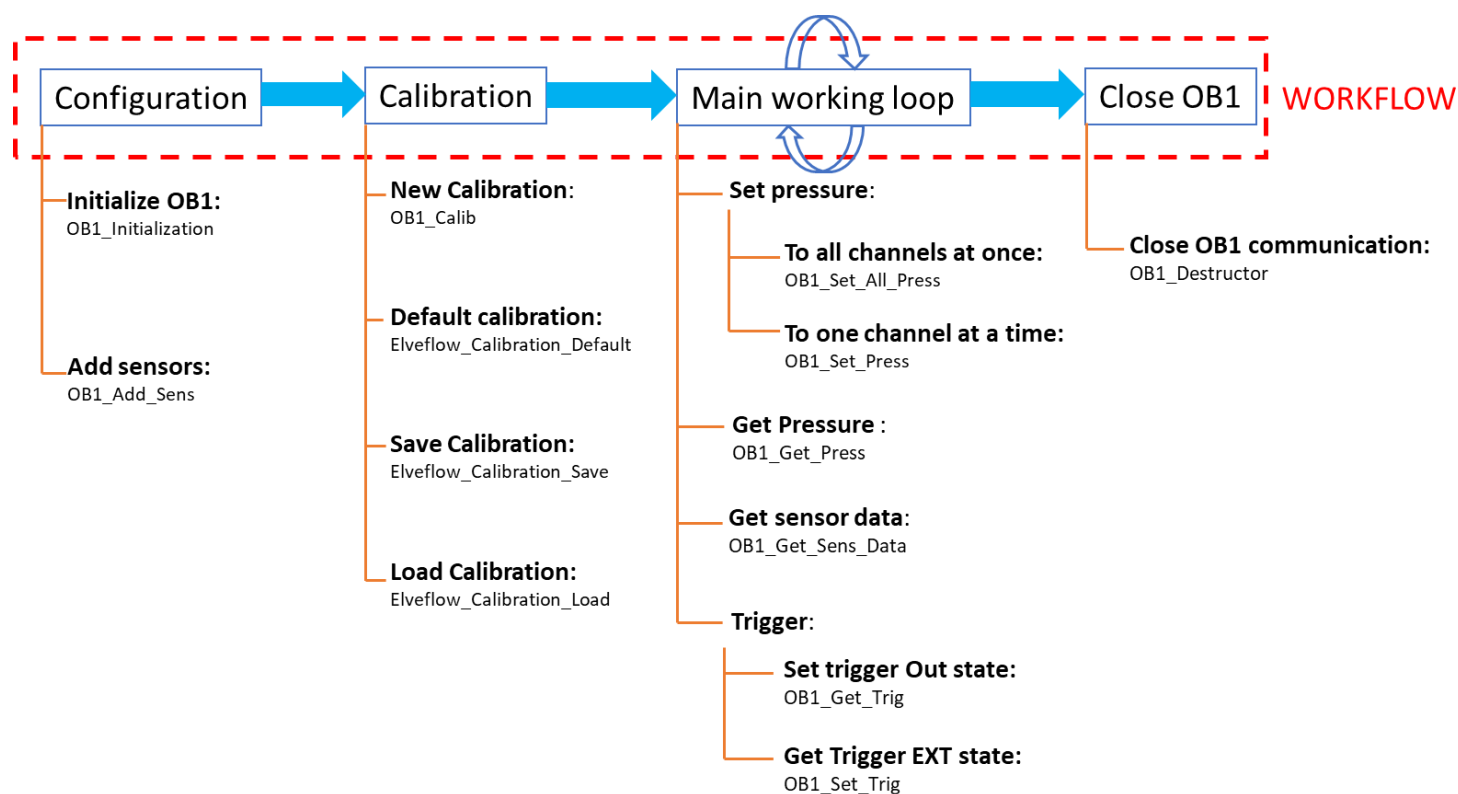 Configuration
Calibration
Main working loop
Close OB1
WORKFLOW
Initialize OB1:
OB1_Initialization
Add sensors:
OB1_Add_Sens
New Calibration:
OB1_Calib
Default calibration:
Elveflow_Calibration_Default
Save Calibration:
Elveflow_Calibration_Save
Load Calibration:
Elveflow_Calibration_Load
Set pressure:
To all channels at once:
OB1_Set_All_Press
To one channel at a time:
OB1_Set_Press
Get Pressure :
OB1_Get_Press
Get sensor data:
OB1_Get_Sens_Data
Trigger:
Set trigger Out state:
OB1_Get_Trig
Get Trigger EXT state:
OB1_Set_Trig
Close OB1 communication:
OB1_Destructor